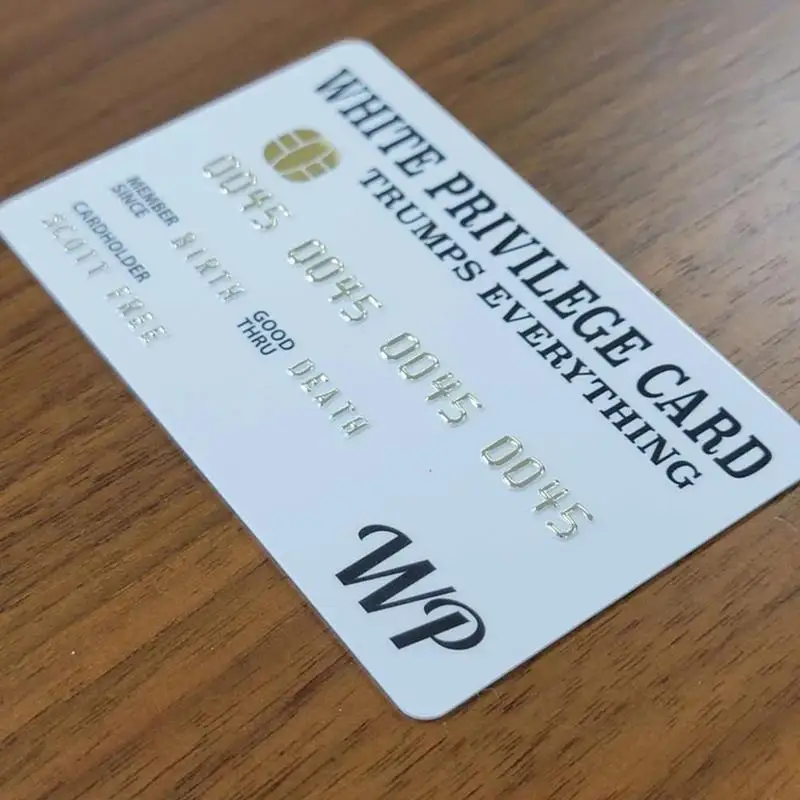 WHITE PRIVILEGE CARD
TRUMPS EVERYTHING
0045 0045 0045 0045
MEMBER SINCE BIRTH GOOD THRU DEATH
CARDHOLDER
SCOTT FREE
WP